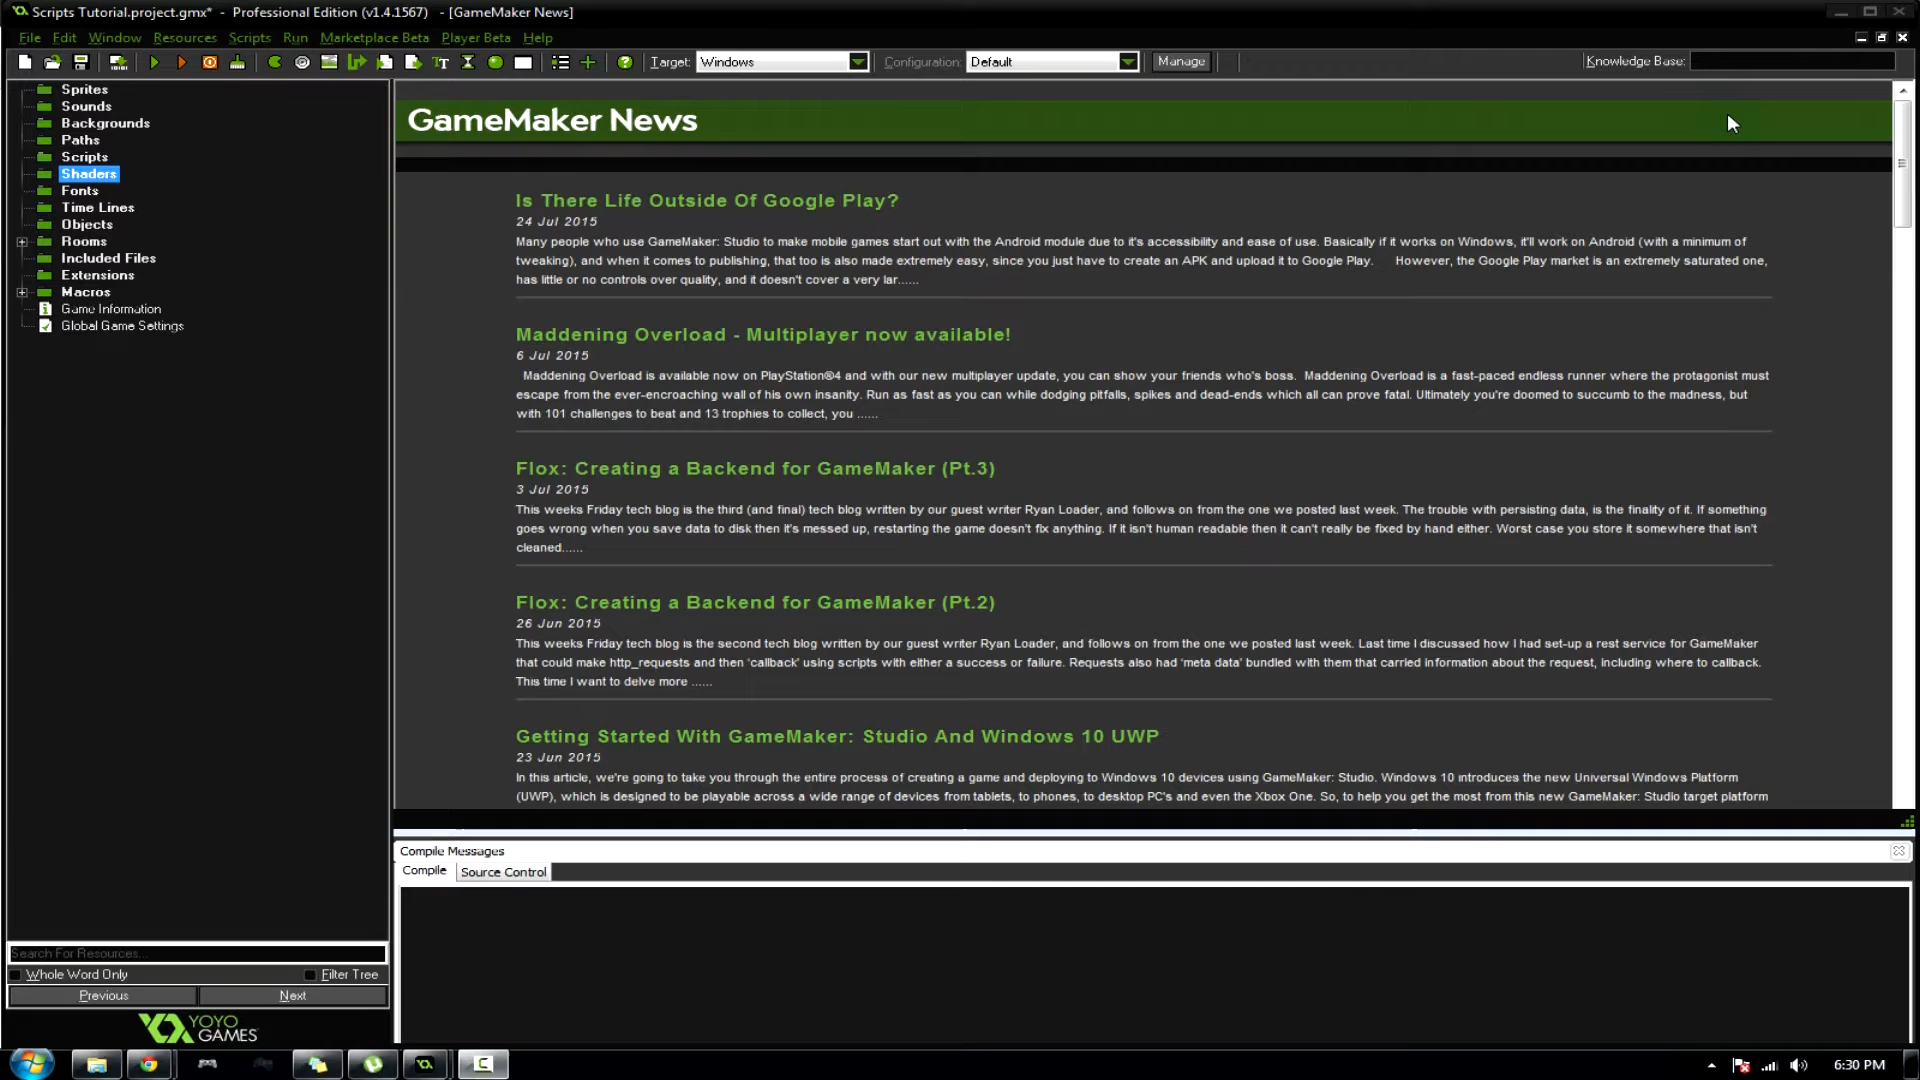 Scripts Tutorial.project.gmx* - Professional Edition (v1.4.1567) - [GameMaker News]
File Edit Window Resources Scripts Run Marketplace Beta Player Beta Help
Target: Windows Configuration: Default Manage Knowledge Base:
Sprites
Sounds
Backgrounds
Paths
Scripts
Shaders
Fonts
Time Lines
Objects
Rooms
Included Files
Extensions
Macros
Game Information
Global Game Settings
GameMaker News
Is There Life Outside Of Google Play?
24 Jul 2015
Many people who use GameMaker: Studio to make mobile games start out with the Android module due to it's accessibility and ease of use. Basically if it works on Windows, it'll work on Android (with a minimum of
tweaking), and when it comes to publishing, that too is also made extremely easy, since you just have to create an APK and upload it to Google Play. However, the Google Play market is an extremely saturated one,
has little or no controls over quality, and it doesn't cover a very lar......
Maddening Overload - Multiplayer now available!
6 Jul 2015
Maddening Overload is available now on PlayStation®4 and with our new multiplayer update, you can show your friends who's boss. Maddening Overload is a fast-paced endless runner where the protagonist must
escape from the ever-encroaching wall of his own insanity. Run as fast as you can while dodging pitfalls, spikes and dead-ends which all can prove fatal. Ultimately you're doomed to succumb to the madness, but
with 101 challenges to beat and 13 trophies to collect, you ......
Flox: Creating a Backend for GameMaker (Pt.3)
3 Jul 2015
This weeks Friday tech blog is the third (and final) tech blog written by our guest writer Ryan Loader, and follows on from the one we posted last week. The trouble with persisting data, is the finality of it. If something
goes wrong when you save data to disk then it's messed up, restarting the game doesn't fix anything. If it isn't human readable then it can't really be fixed by hand either. Worst case you store it somewhere that isn't
cleaned......
Flox: Creating a Backend for GameMaker (Pt.2)
26 Jun 2015
This weeks Friday tech blog is the second tech blog written by our guest writer Ryan Loader, and follows on from the one we posted last week. Last time I discussed how I had set-up a rest service for GameMaker
that could make http_requests and then ‘callback’ using scripts with either a success or failure. Requests also had ‘meta data’ bundled with them that carried information about the request, including where to callback.
This time I want to delve more ......
Getting Started With GameMaker: Studio And Windows 10 UWP
23 Jun 2015
In this article, we're going to take you through the entire process of creating a game and deploying to Windows 10 devices using GameMaker: Studio. Windows 10 introduces the new Universal Windows Platform
(UWP), which is designed to be playable across a wide range of devices from tablets, to phones, to desktop PC's and even the Xbox One. So, to help you get the most from this new GameMaker: Studio target platform
Compile Messages
Compile Source Control
Search For Resources...
Whole Word Only Filter Tree
Previous Next
YOYO
GAMES
6:30 PM